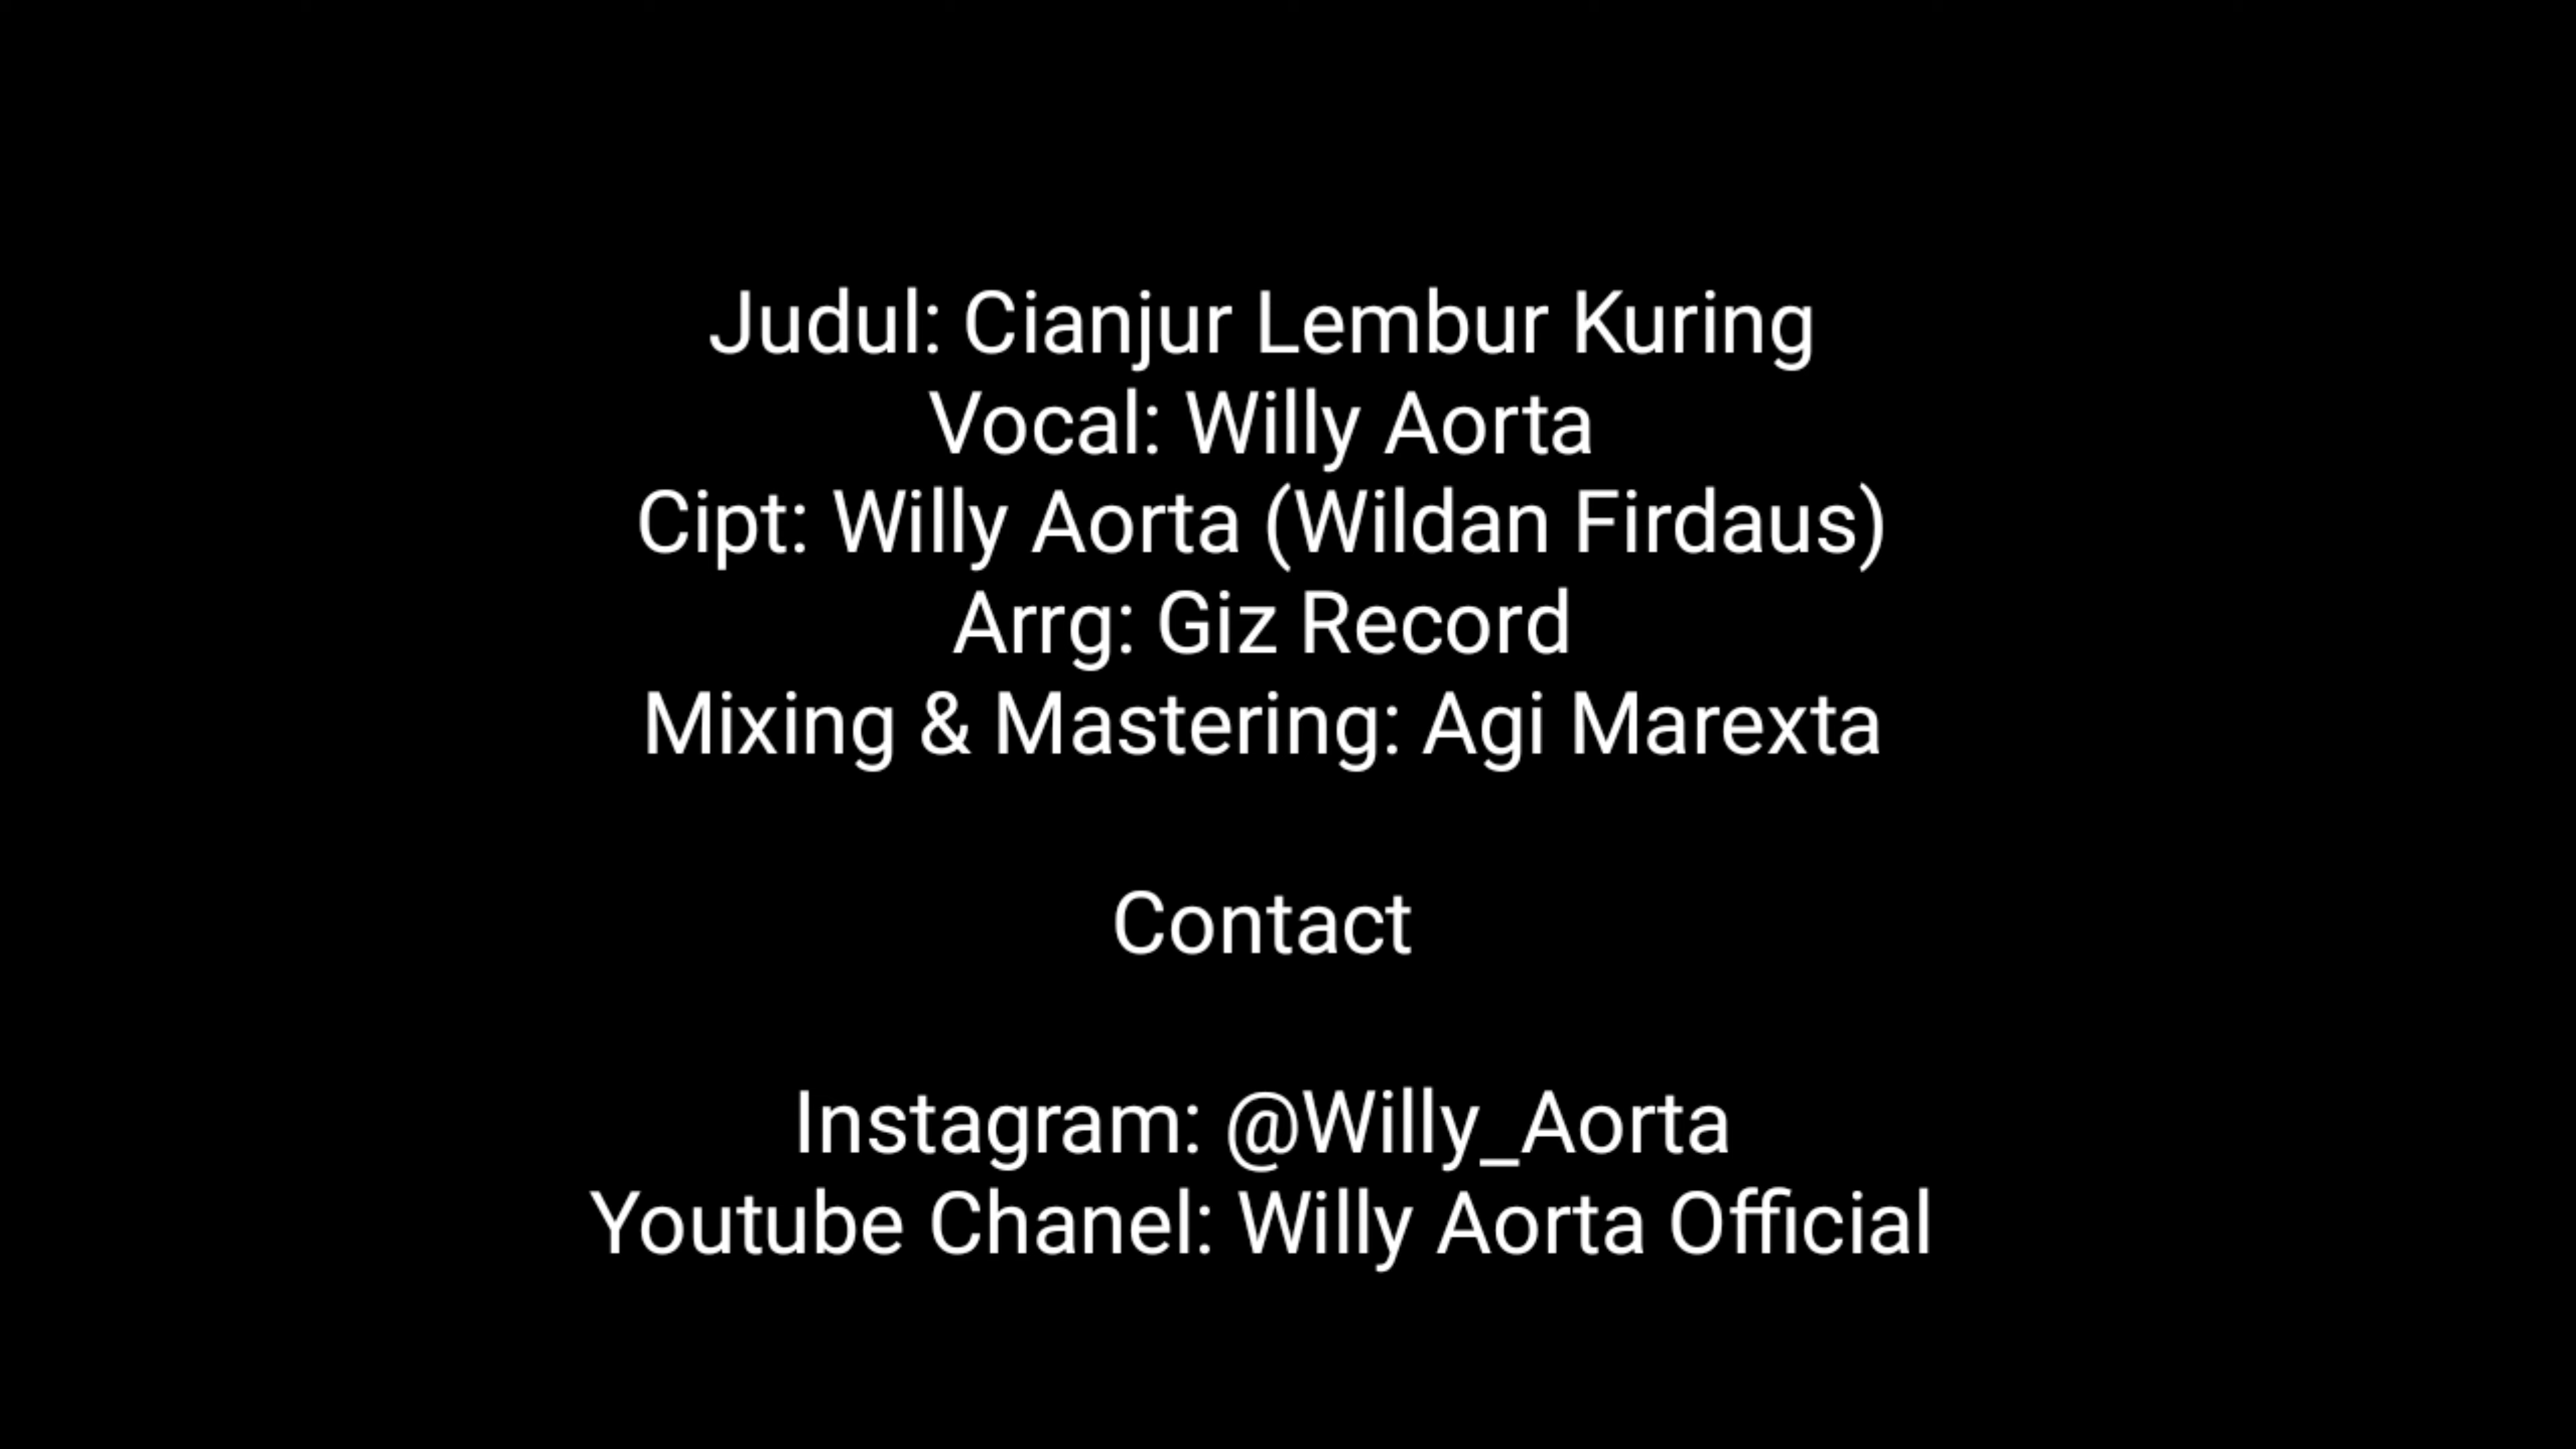 Judul: Cianjur Lembur Kuring
Vocal: Willy Aorta
Cipt: Willy Aorta (Wildan Firdaus)
Arrg: Giz Record
Mixing & Mastering: Agi Marexta
Contact
Instagram: @Willy_Aorta
Youtube Chanel: Willy Aorta Official